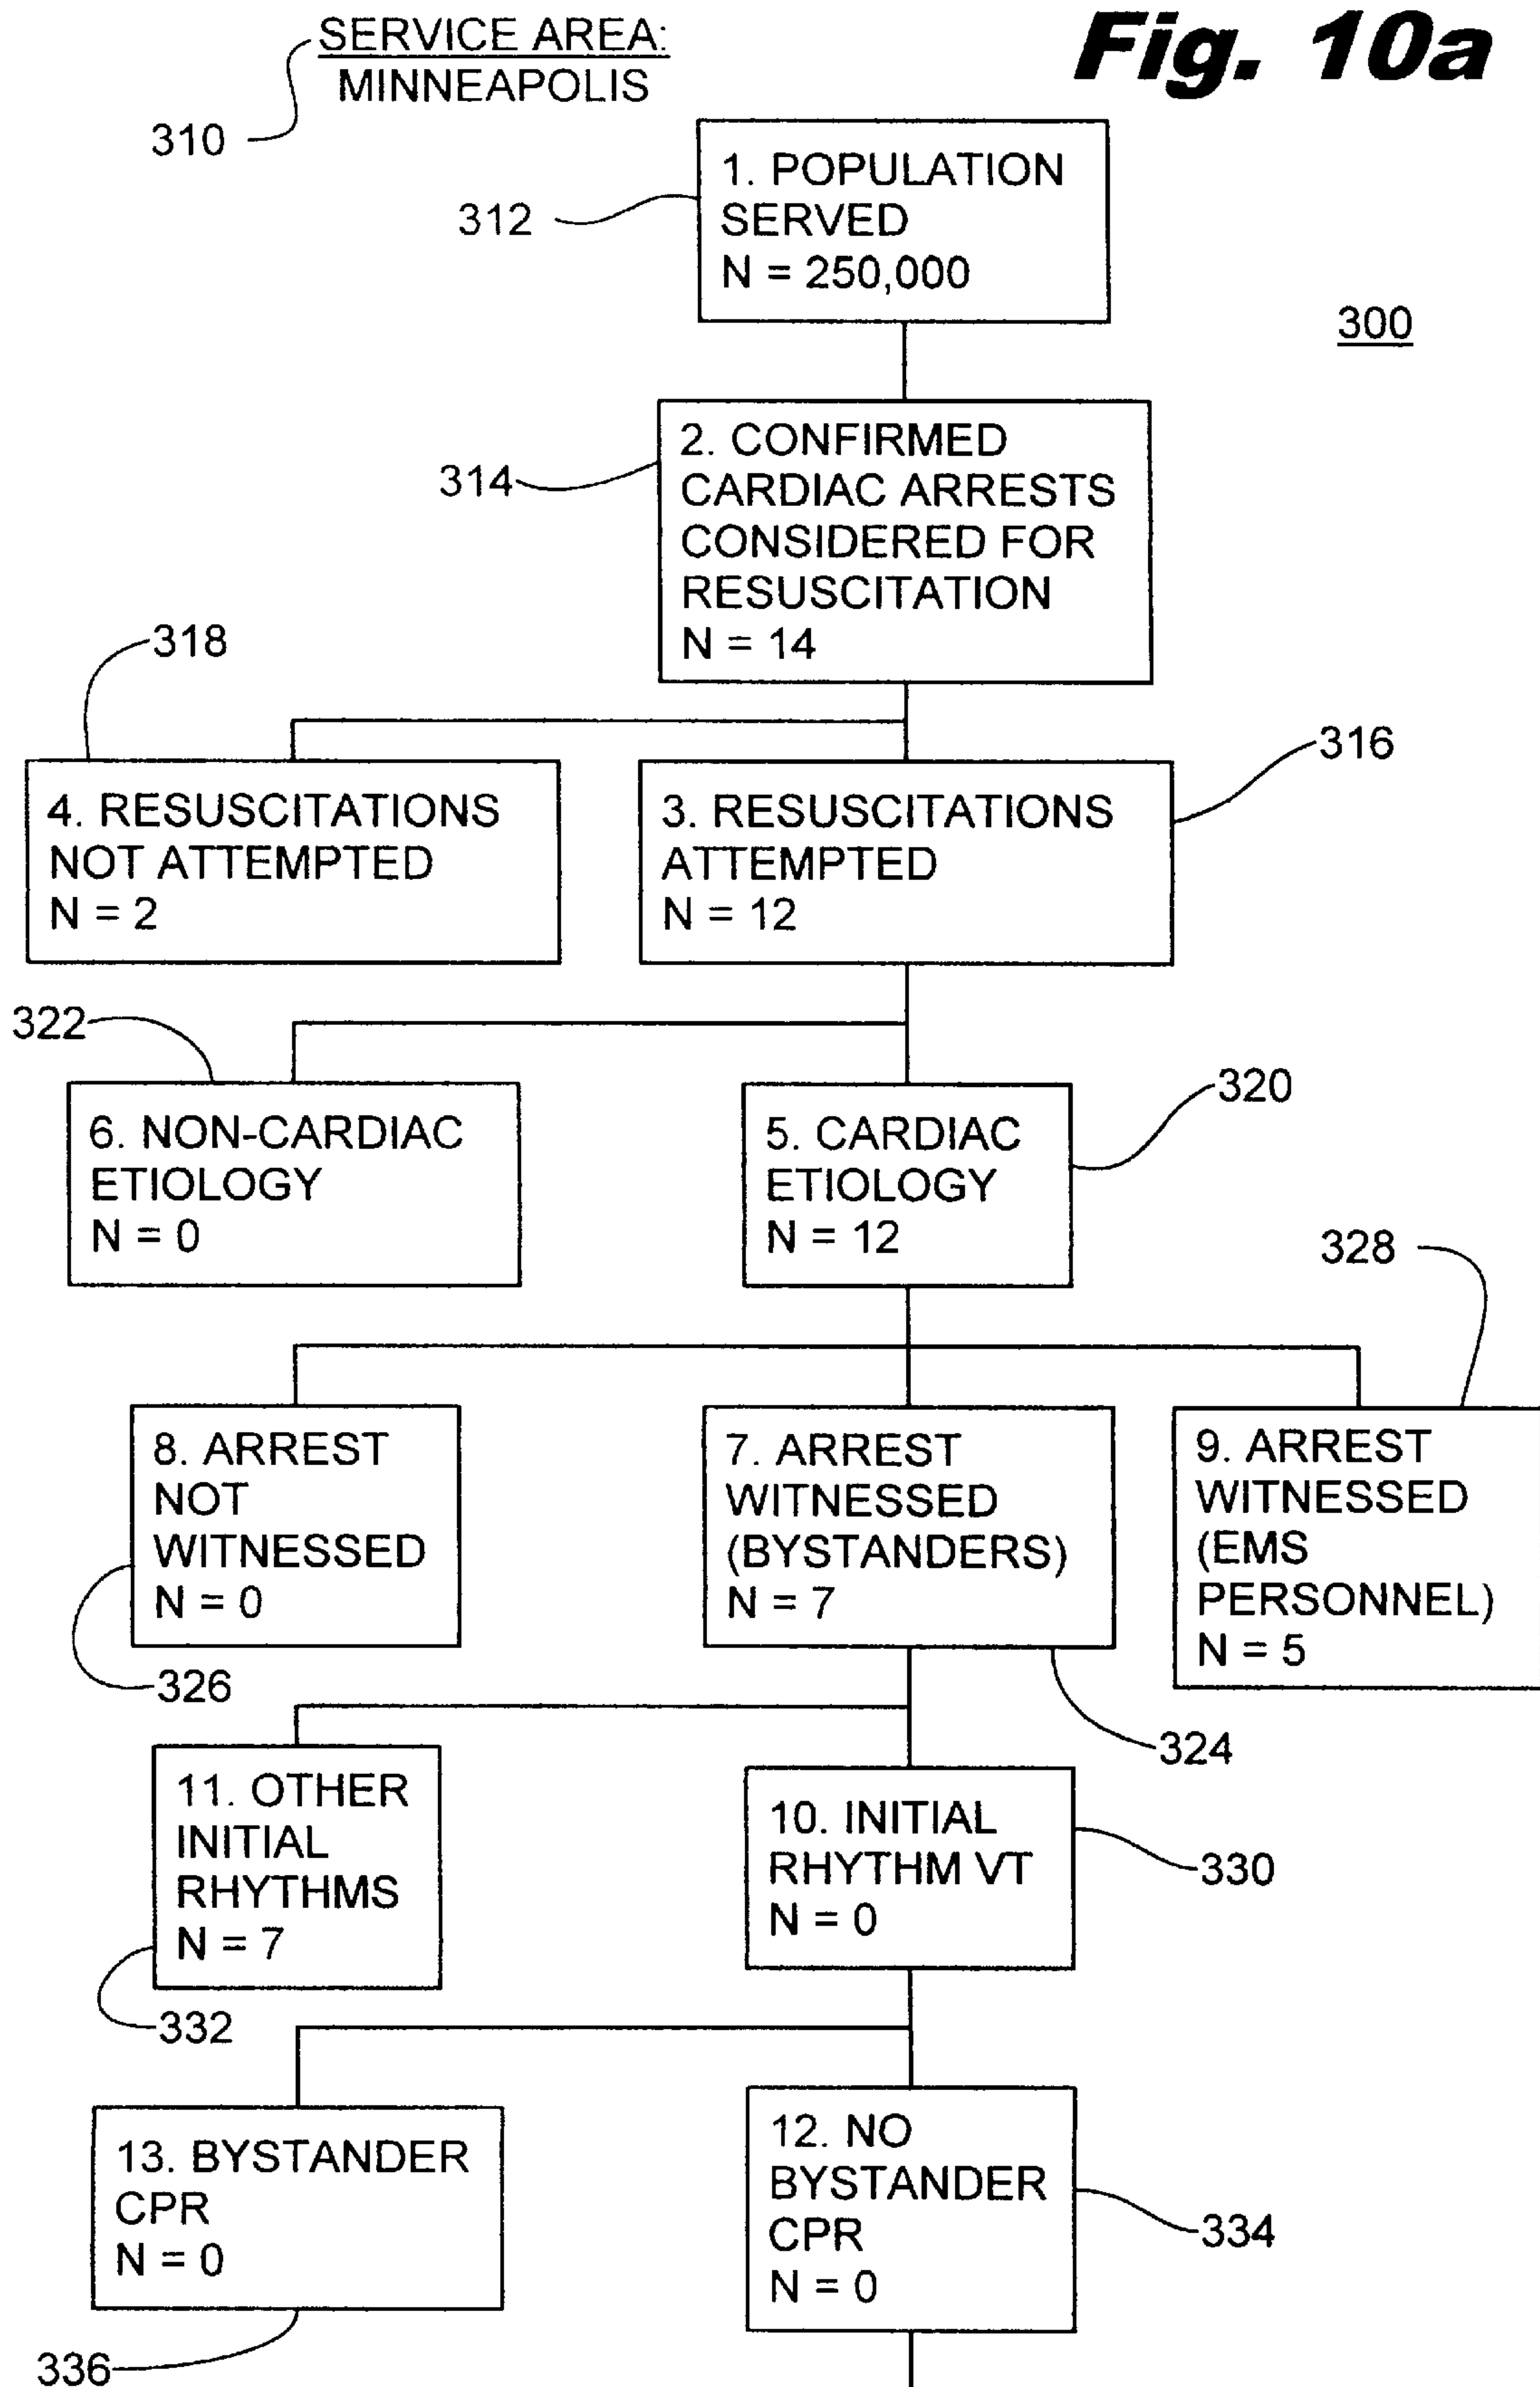 SERVICE AREA:
MINNEAPOLIS
Fig. 10a
310
1. POPULATION
SERVED
N = 250,000
312
300
2. CONFIRMED
CARDIAC ARRESTS
CONSIDERED FOR
RESUSCITATION
N = 14
314
318
316
4. RESUSCITATIONS
NOT ATTEMPTED
N = 2
3. RESUSCITATIONS
ATTEMPTED
N = 12
322
320
6. NON-CARDIAC
ETIOLOGY
N = 0
5. CARDIAC
ETIOLOGY
N = 12
328
8. ARREST
NOT
WITNESSED
N = 0
7. ARREST
WITNESSED
(BYSTANDERS)
N = 7
9. ARREST
WITNESSED
(EMS
PERSONNEL)
N = 5
326
324
11. OTHER
INITIAL
RHYTHMS
N = 7
10. INITIAL
RHYTHM VT
N = 0
330
332
13. BYSTANDER
CPR
N = 0
12. NO
BYSTANDER
CPR
N = 0
334
336